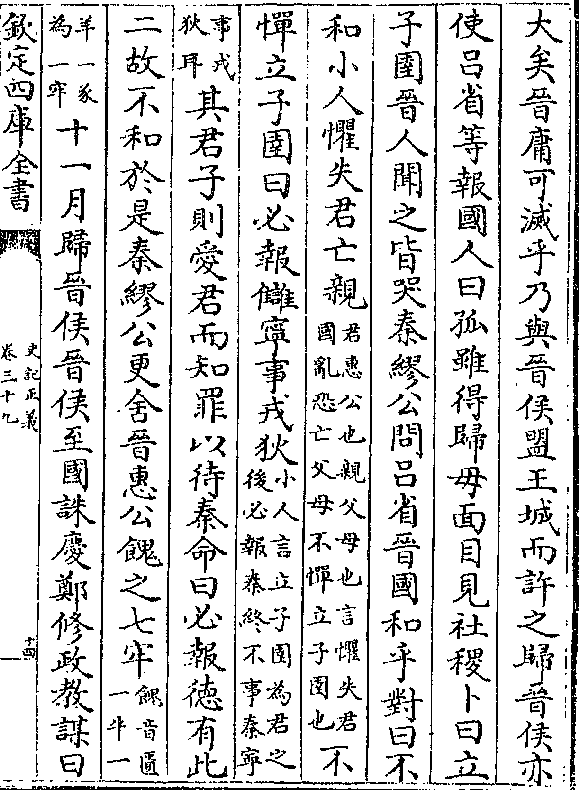 大矣晉庸可滅乎乃與晉侯盟王城而許之歸晉侯亦
使吕省等報國人曰孤雖得歸毋面目見社稷卜日立
子圉晉人聞之皆哭秦繆公問吕省晉國和乎對曰不
和小人懼失君亡親君惠公也親父母也言懼失君國亂恐亡父母不憚立子圉也不
憚立子圉曰必報讎寧事戎狄小人言立子圉為君之後必報秦終不事秦寧
事戎狄耳其君子則愛君而知罪以待秦命曰必報德有此
二故不和於是秦繆公更舍晉惠公餽之七牢餽音匱一牛一
羊一豕為一牢十一月歸晉侯晉侯至國誅慶鄭修政教謀曰
欽定四庫全書
史記正義
卷三十九
十四